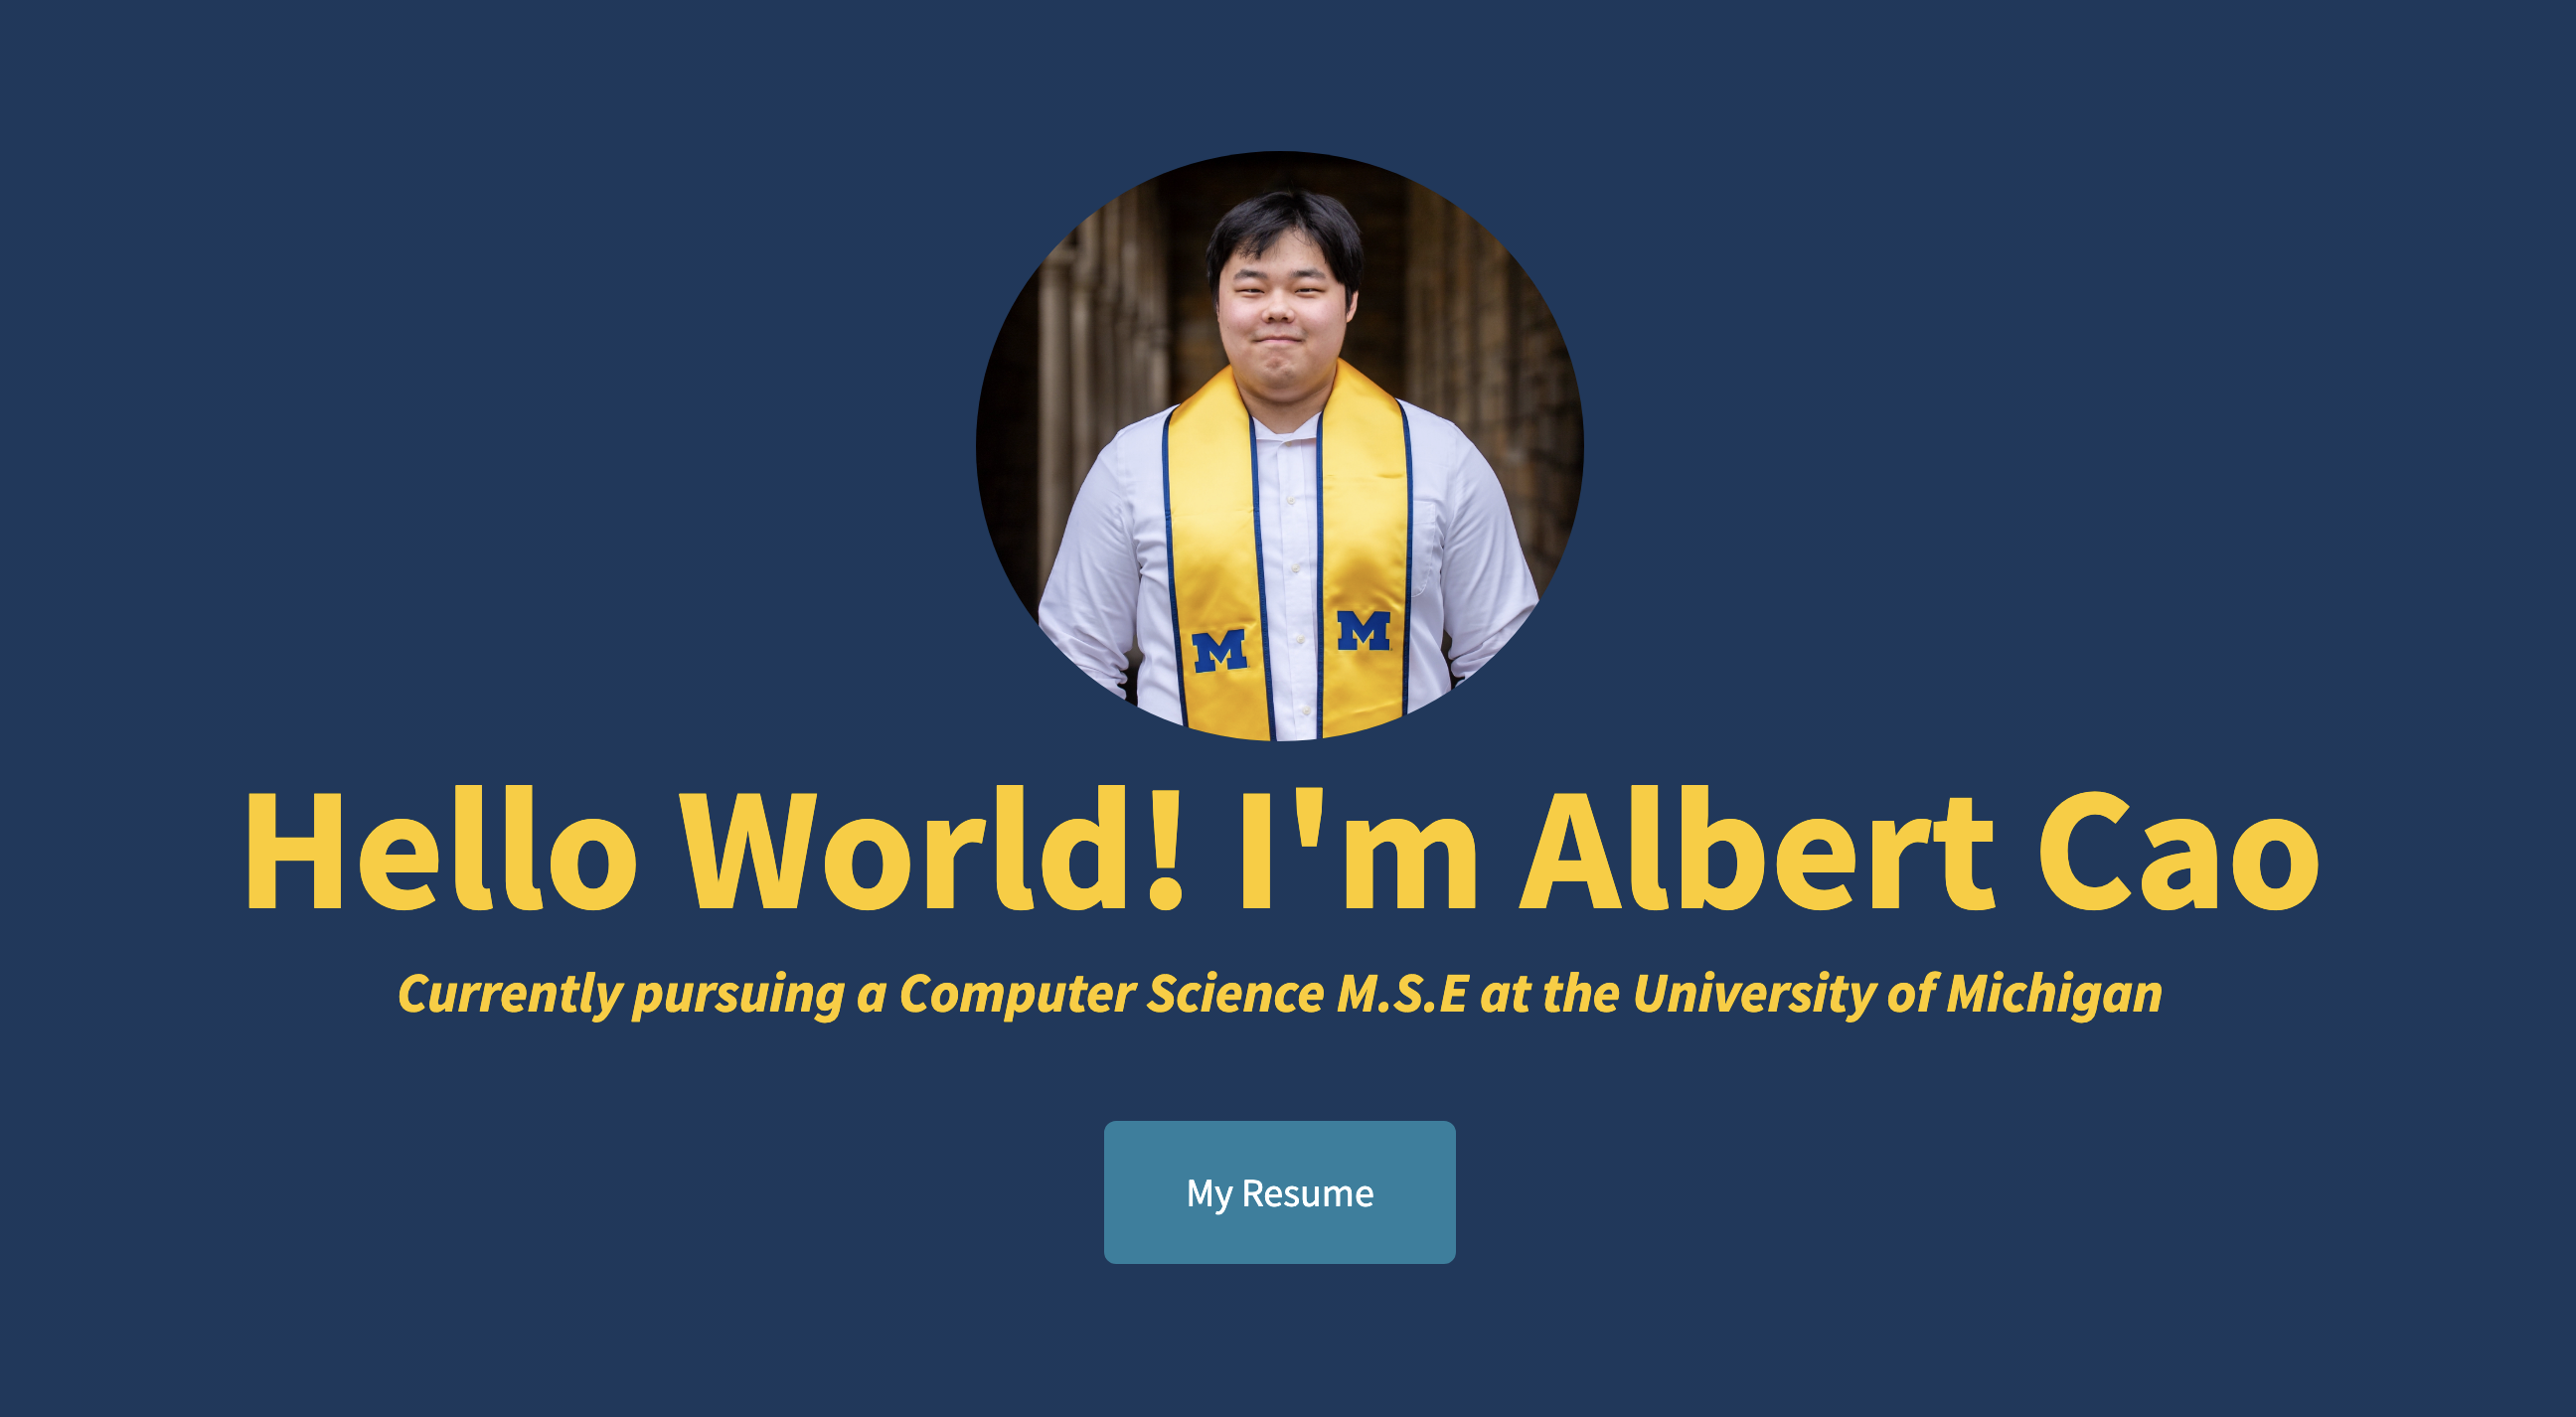 M M
Hello World! I'm Albert Cao
Currently pursuing a Computer Science M.S.E at the University of Michigan
My Resume